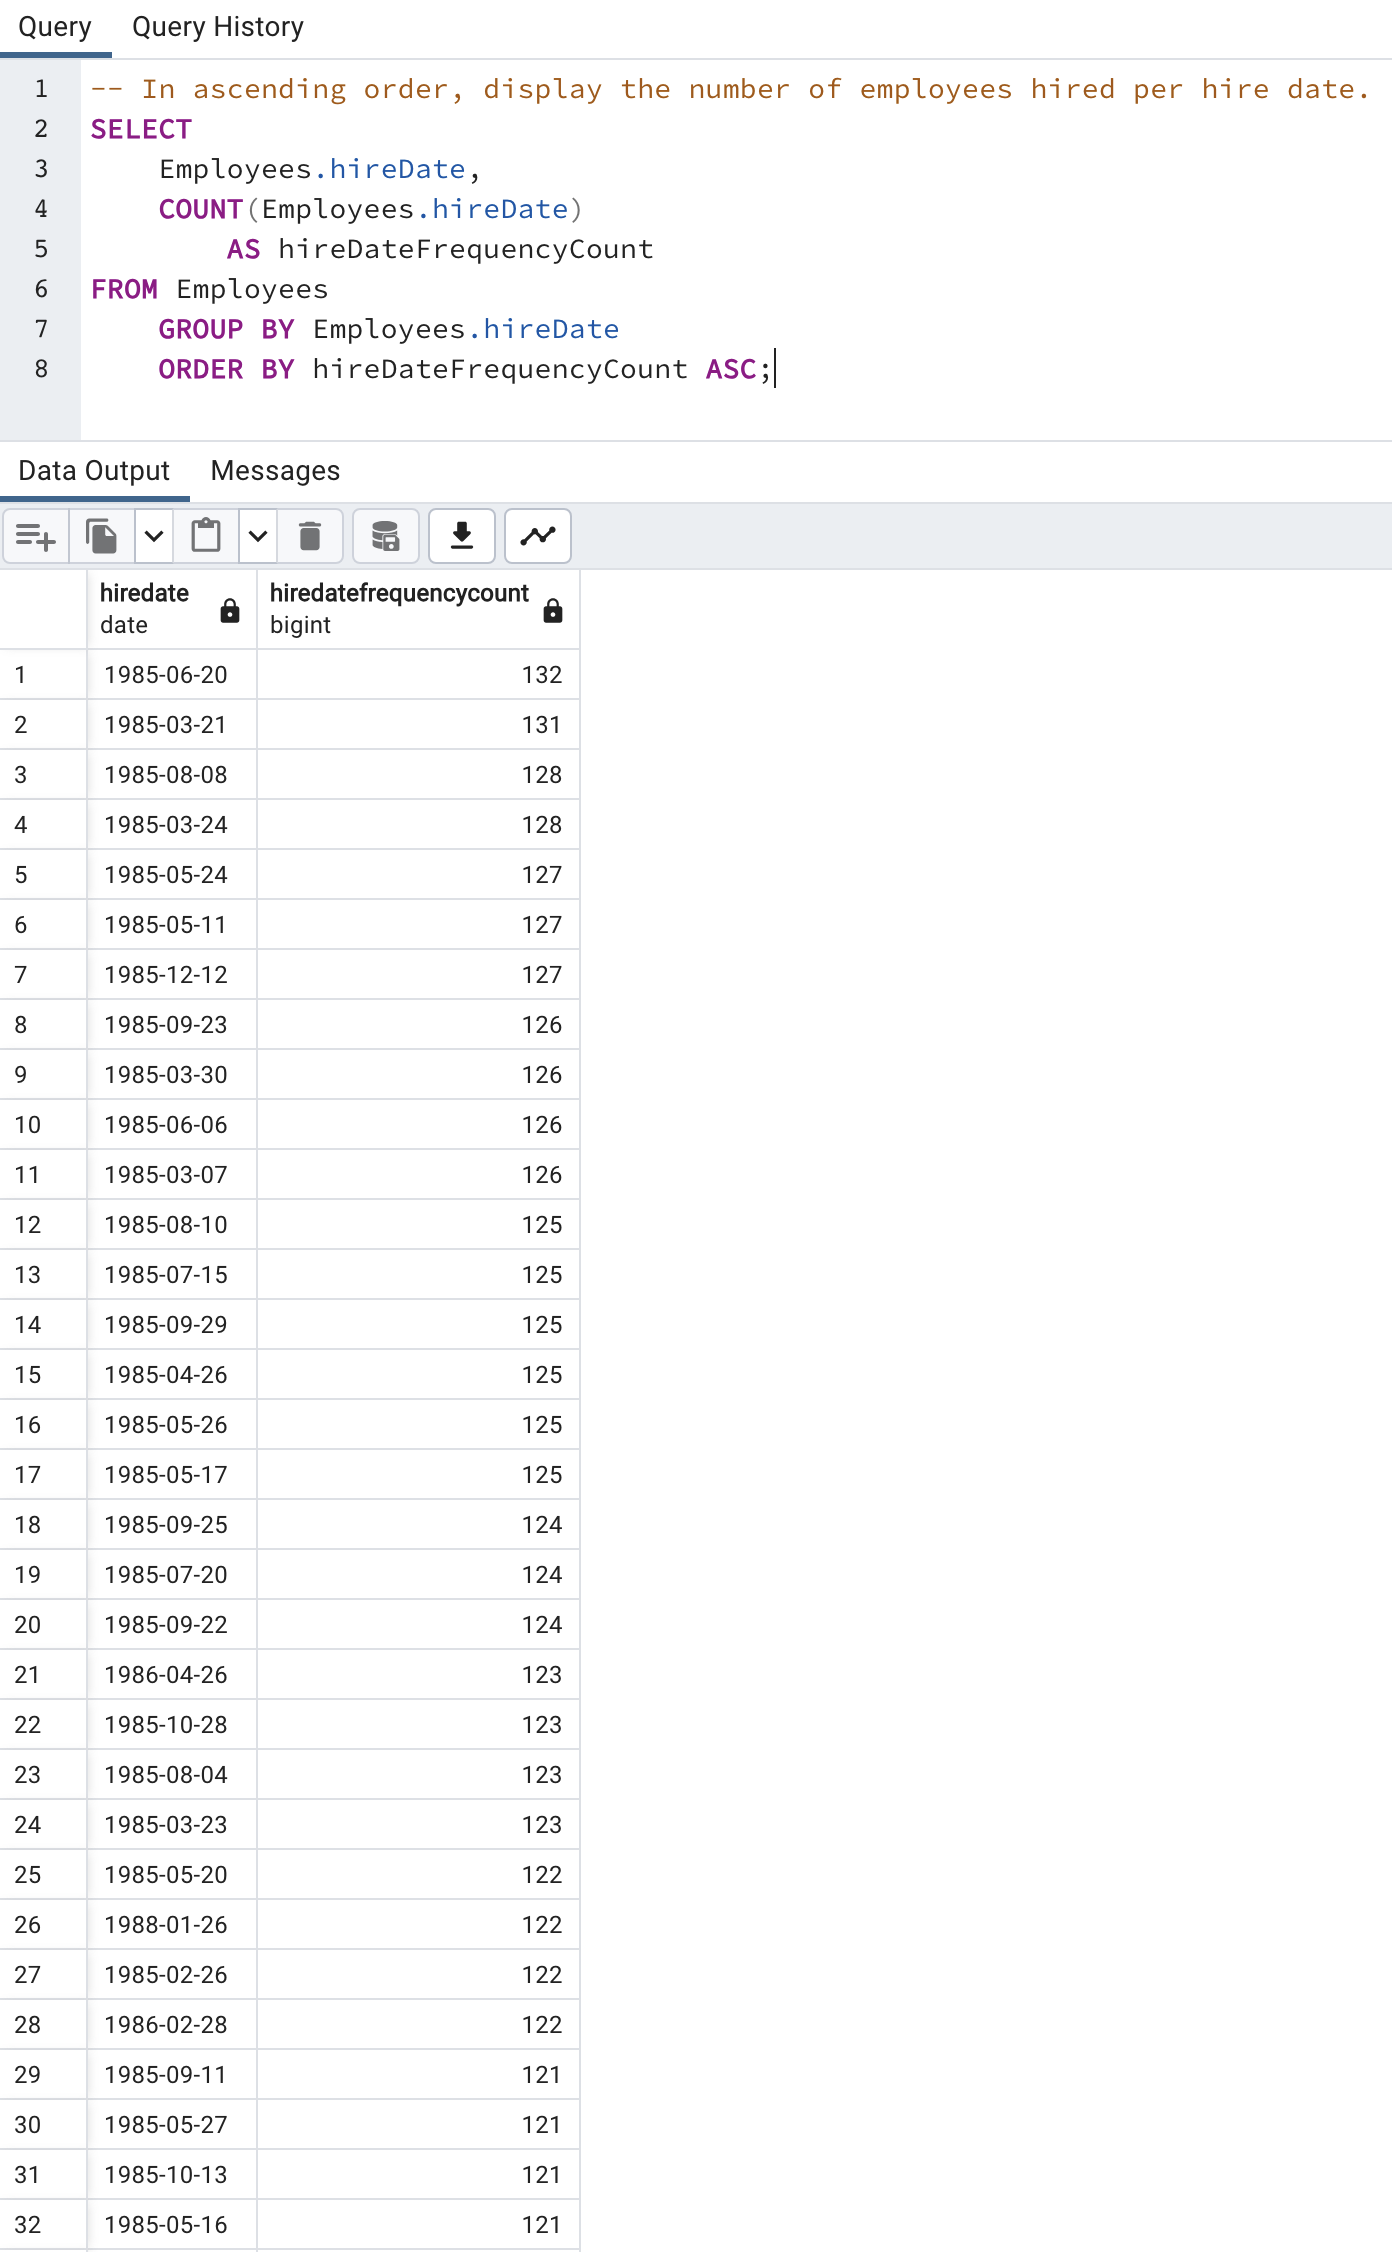 Query Query History
1 -- In ascending order, display the number of employees hired per hire date.
2 SELECT
3 Employees.hireDate,
4 COUNT(Employees.hireDate)
5 AS hireDateFrequencyCount
6 FROM Employees
7 GROUP BY Employees.hireDate
8 ORDER BY hireDateFrequencyCount ASC;
Data Output Messages
hiredate hiredatefrequencycount
date bigint
1 1985-06-20 132
2 1985-03-21 131
3 1985-08-08 128
4 1985-03-24 128
5 1985-05-24 127
6 1985-05-11 127
7 1985-12-12 127
8 1985-09-23 126
9 1985-03-30 126
10 1985-06-06 126
11 1985-03-07 126
12 1985-08-10 125
13 1985-07-15 125
14 1985-09-29 125
15 1985-04-26 125
16 1985-05-26 125
17 1985-05-17 125
18 1985-09-25 124
19 1985-07-20 124
20 1985-09-22 124
21 1986-04-26 123
22 1985-10-28 123
23 1985-08-04 123
24 1985-03-23 123
25 1985-05-20 122
26 1988-01-26 122
27 1985-02-26 122
28 1986-02-28 122
29 1985-09-11 121
30 1985-05-27 121
31 1985-10-13 121
32 1985-05-16 121